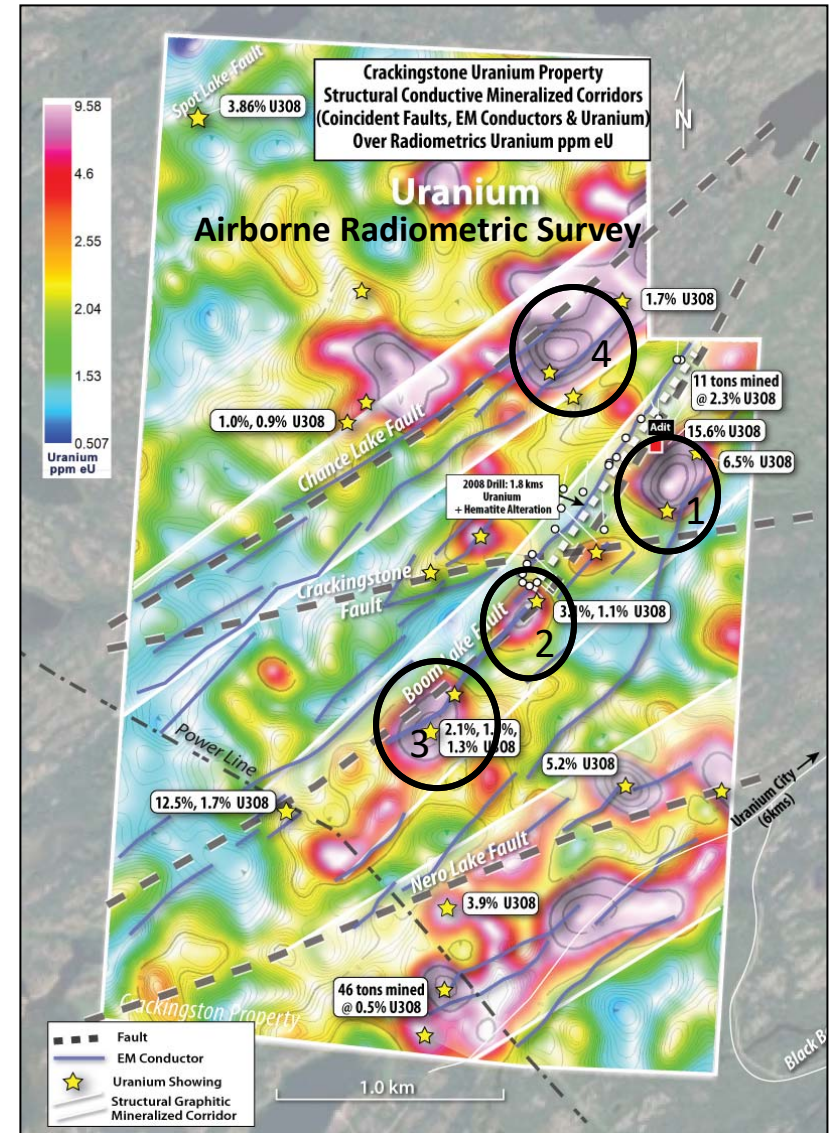 Crackingstone Uranium Property
Structural Conductive Mineralized Corridors
(Coincident Faults, EM Conductors & Uranium)
Over Radiometrics Uranium ppm eU
N
Uranium
Airborne Radiometric Survey
Spot Lake Fault
3.86% U308
9.58
4.6
2.55
2.04
1.53
0.507
Uranium
ppm eU
1.7% U308
4
1.0%, 0.9% U308
Chance Lake Fault
11 tons mined
@ 2.3% U308
Adit
15.6% U308
6.5% U308
1
2008 Drill: 1.8 kms
Uranium
+ Hematite Alteration
Crackingstone
Fault
1.1% U308
2
Boom Lake Fault
3
2.1%,
1.3% U308
Power Line
12.5%, 1.7% U308
5.2% U308
Uranium City
(6kms)
Nero Lake Fault
3.9% U308
46 tons mined
@ 0.5% U308
Crackingston Property
Black
Fault
EM Conductor
Uranium Showing
Structural Graphitic
Mineralized Corridor
1.0 km